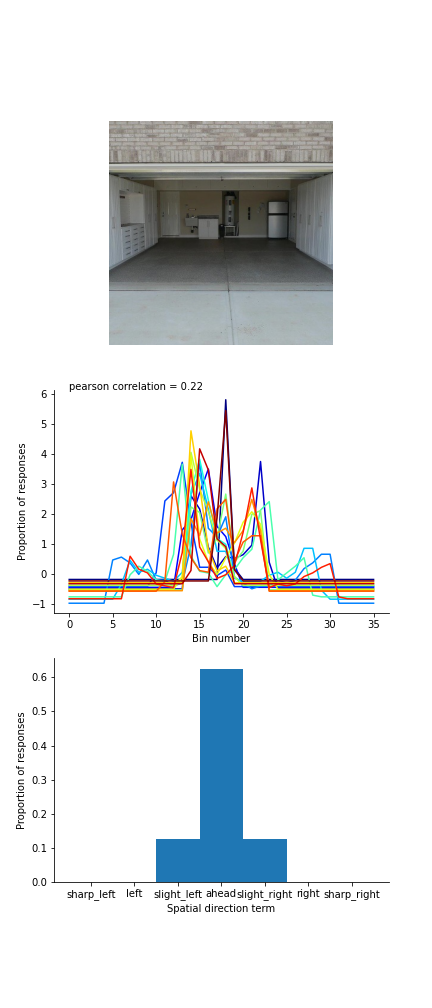 pearson correlation = 0.22
6
5
4
3
2
1
0
−1
Proportion of responses
0 5 10 15 20 25 30 35
Bin number
0.6
0.5
0.4
0.3
0.2
0.1
0.0
Proportion of responses
sharp_left left slight_left ahead slight_right right sharp_right
Spatial direction term